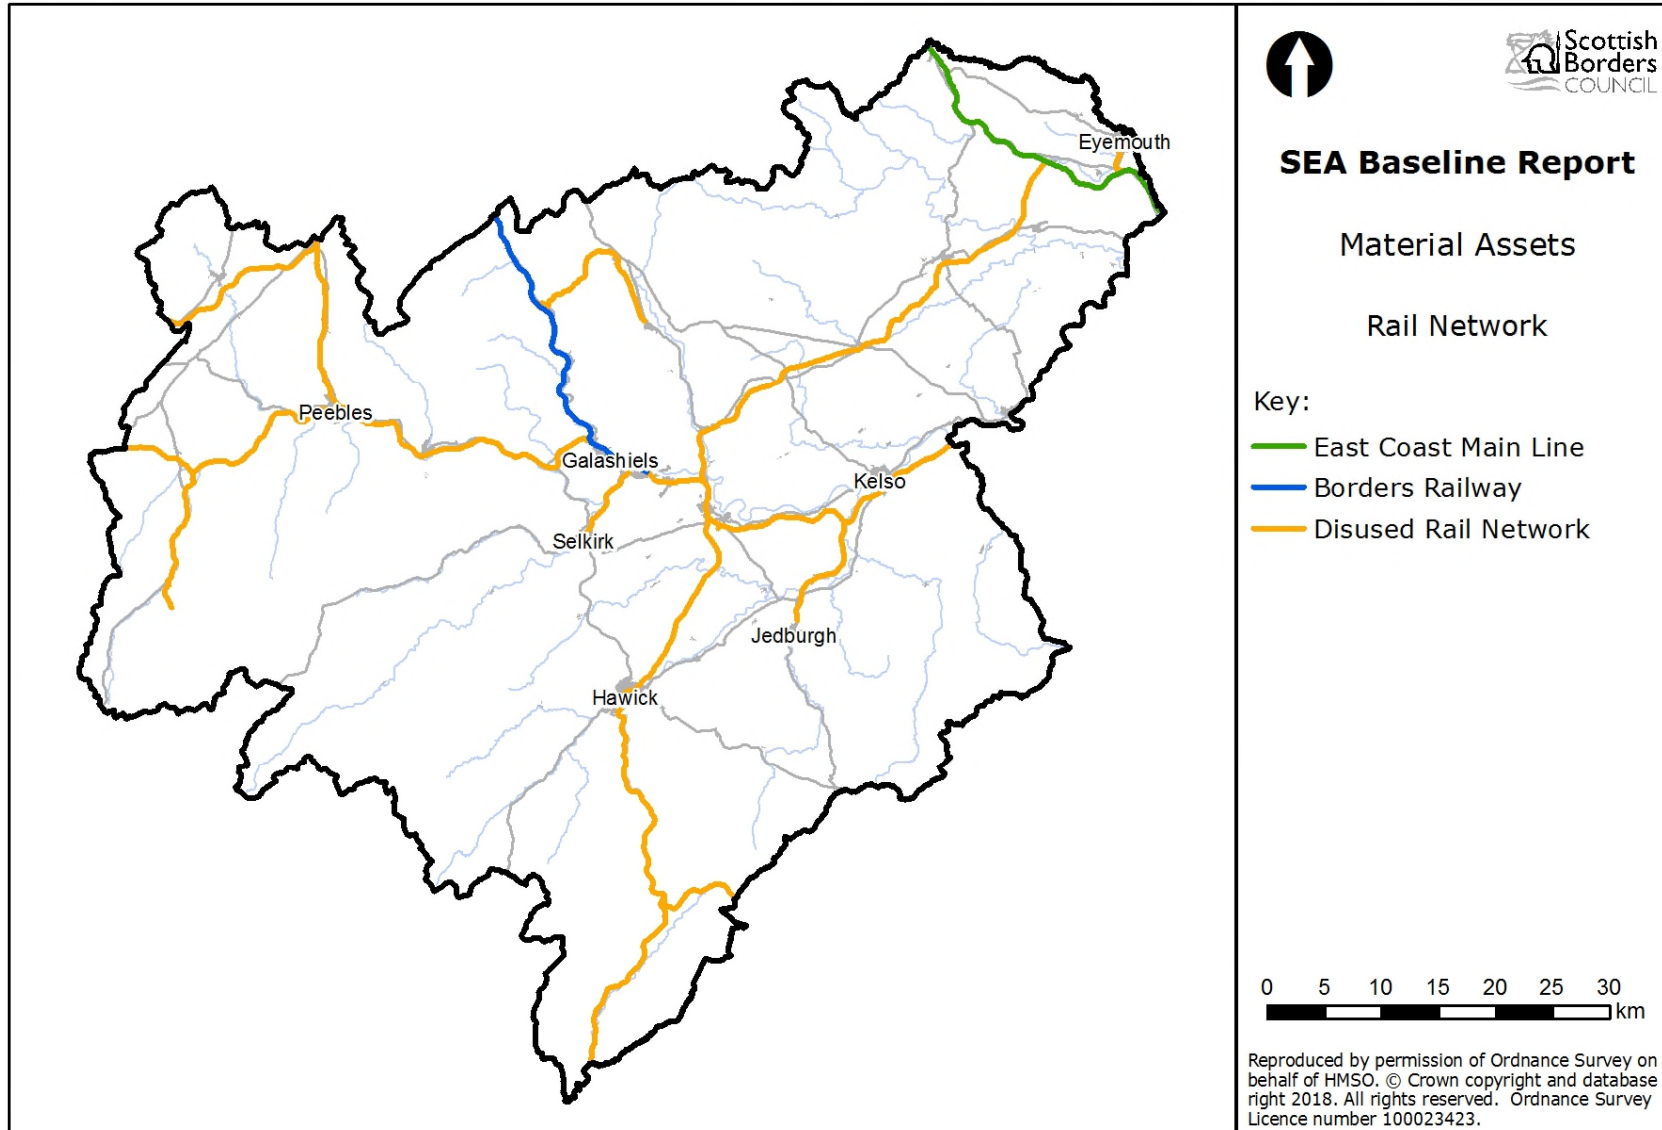 Scottish
Borders
COUNCIL
SEA Baseline Report
Material Assets
Rail Network
Key:
East Coast Main Line
Borders Railway
Disused Rail Network
Eyemouth
Peebles
Galashiels
Kelso
Selkirk
Jedburgh
Hawick
0 5 10 15 20 25 30
km
Reproduced by permission of Ordnance Survey on
behalf of HMSO. © Crown copyright and database
right 2018. All rights reserved. Ordnance Survey
Licence number 100023423.